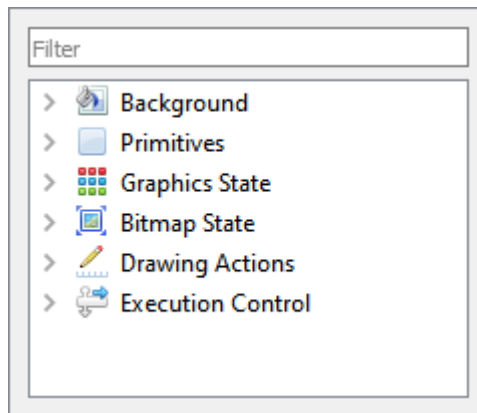 Filter
Background
Primitives
Graphics State
Bitmap State
Drawing Actions
Execution Control